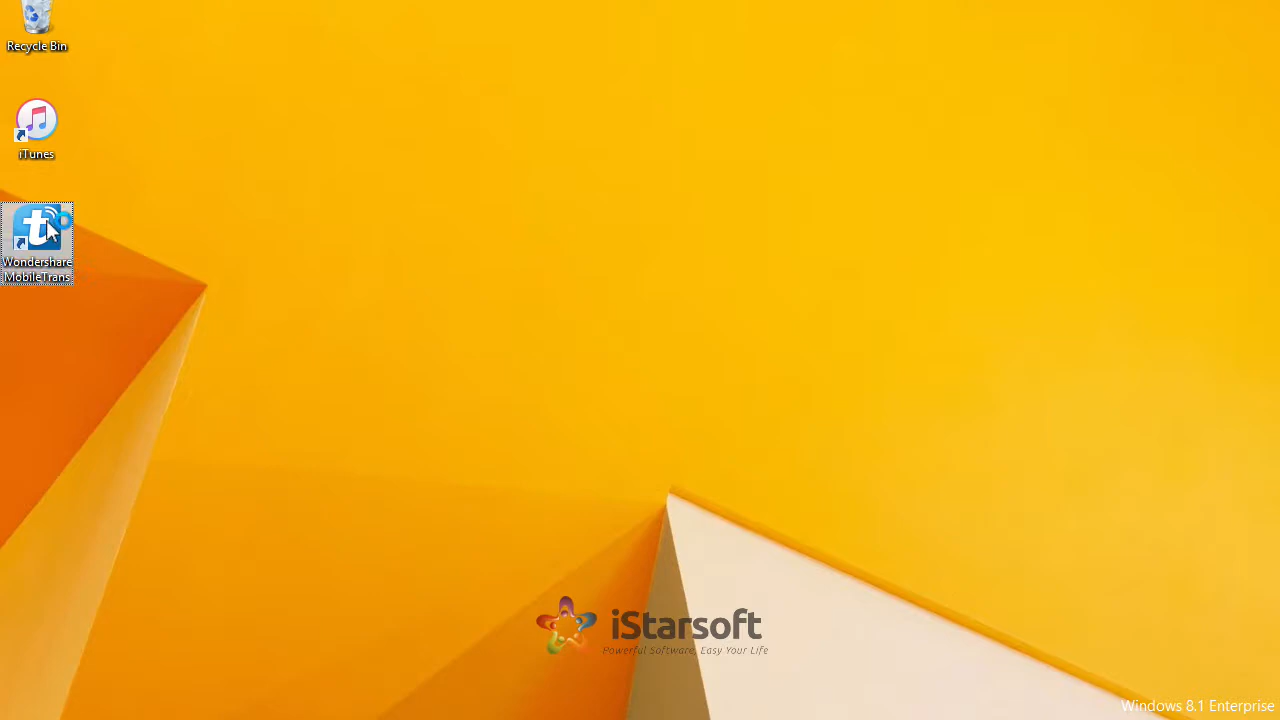 Recycle Bin
iTunes
Wondershare
MobileTrans
iStarsoft
Powerful Software, Easy Your Life
Windows 8.1 Enterprise